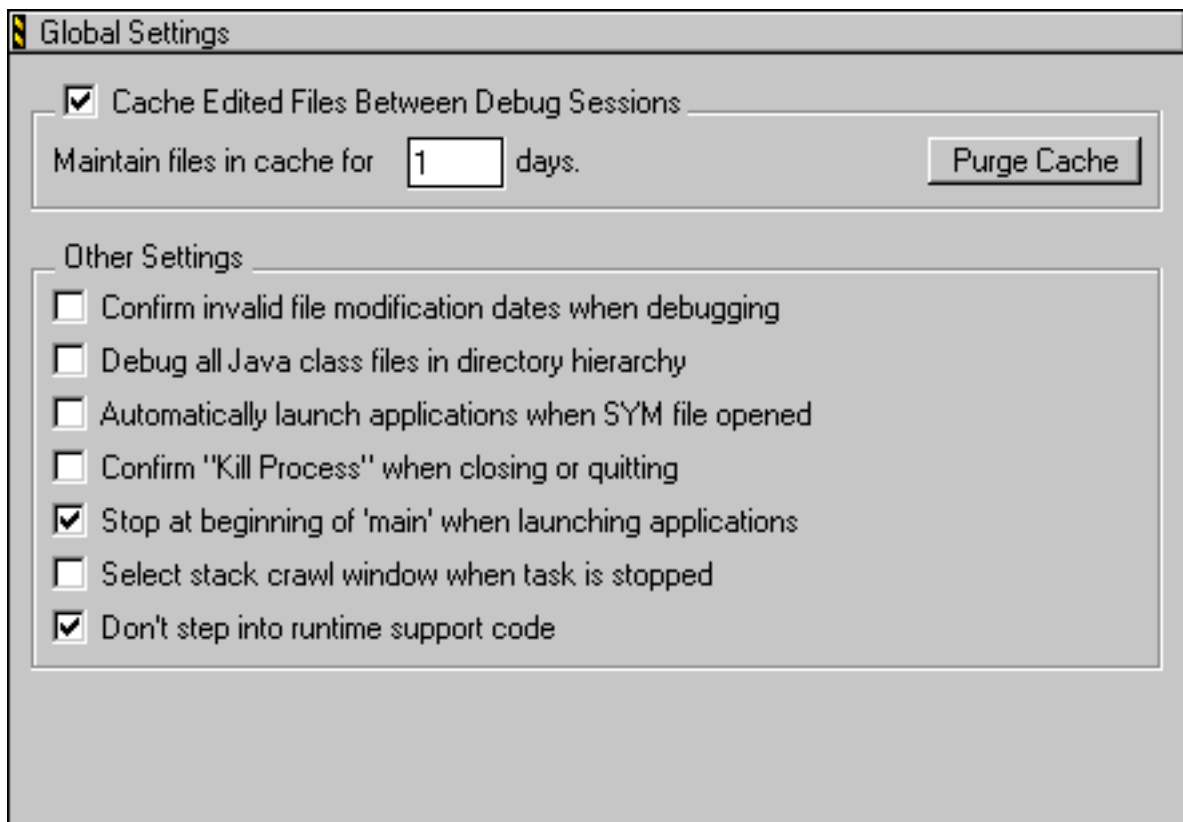 Global Settings
Cache Edited Files Between Debug Sessions
Maintain files in cache for 1 days. Purge Cache
Other Settings
Confirm invalid file modification dates when debugging
Debug all Java class files in directory hierarchy
Automatically launch applications when SYM file opened
Confirm "Kill Process" when closing or quitting
Stop at beginning of 'main' when launching applications
Select stack crawl window when task is stopped
Don't step into runtime support code